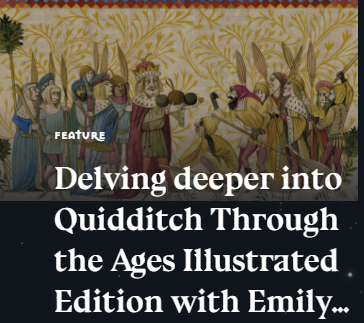 FEATURE
Delving deeper into
Quidditch Through
the Ages Illustrated
Edition with Emily...